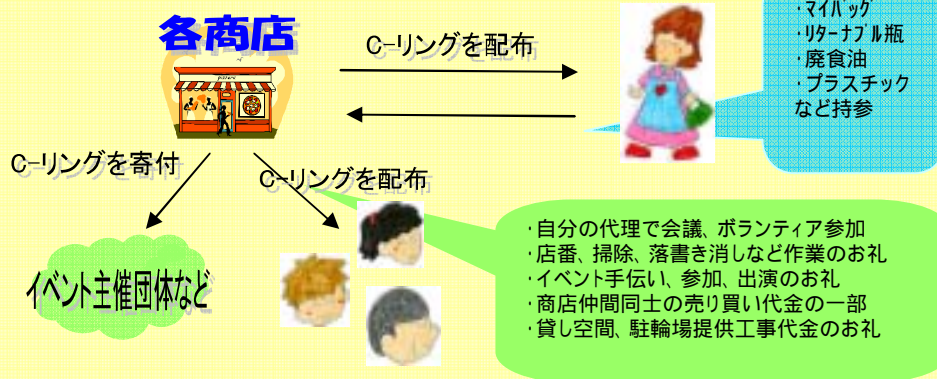 各商店
C-リングを配布
・マイバッグ
・リターナブル瓶
・廃食油
・プラスチック
など持参
C-リングを寄付
C-リングを配布
イベント主催団体など
・自分の代理で会議、ボランティア参加
・店番、掃除、落書き消しなど作業のお礼
・イベント手伝い、参加、出演のお礼
・商店仲間同士の売り買い代金の一部
・貸し空間、駐輪場提供工事代金のお礼